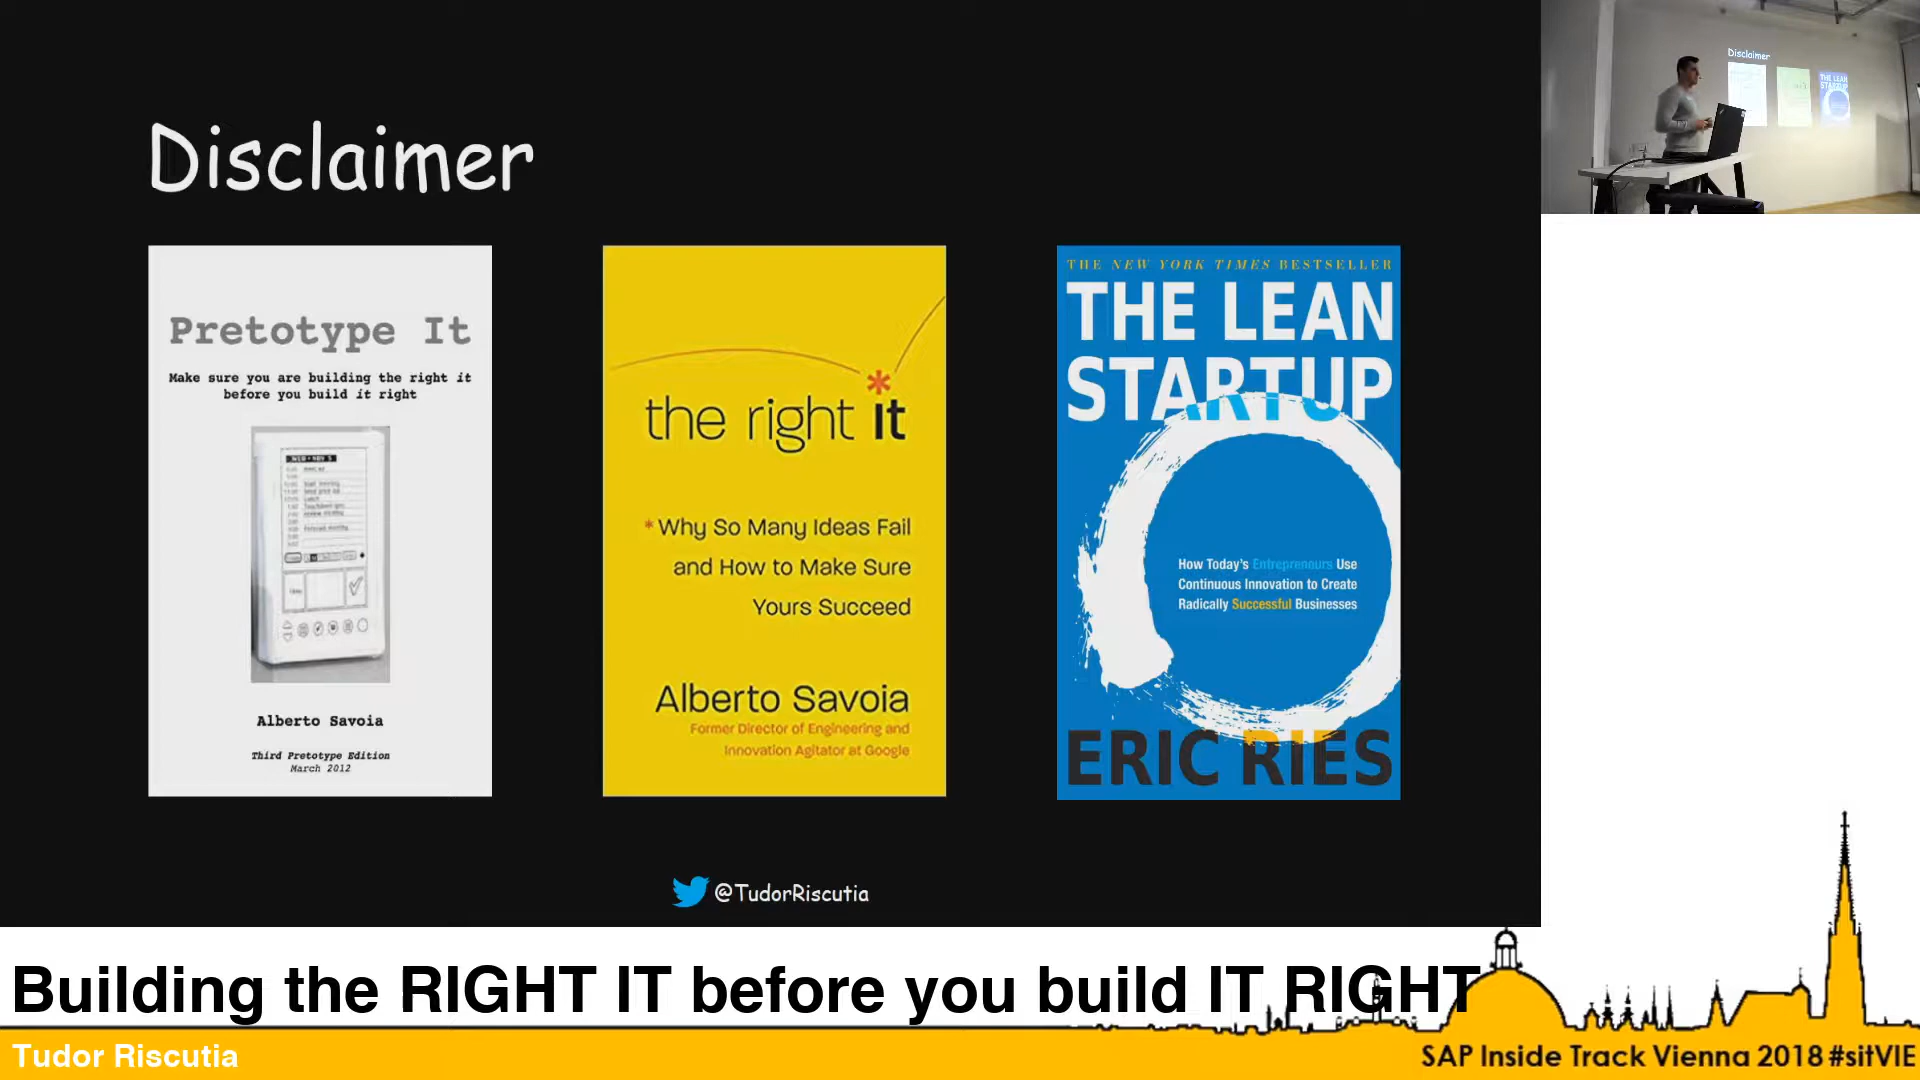 Disclaimer
Pretotype It
Make sure you are building the right it
before you build it right
Alberto Savoia
Third Pretotype Edition
March 2012
the right it
*Why So Many Ideas Fail
and How to Make Sure
Yours Succeed
Alberto Savoia
Former Director of Engineering and
Innovation Agitator at Google
THE NEW YORK TIMES BESTSELLER
THE LEAN
STARTUP
How Today's Entrepreneurs Use
Continuous Innovation to Create
Radically Successful Businesses
ERIC RIES
@TudorRiscutia
Disclaimer
THE LEAN
STARTUP
Building the RIGHT IT before you build IT RIGHT
Tudor Riscutia
SAP Inside Track Vienna 2018 #sitVIE